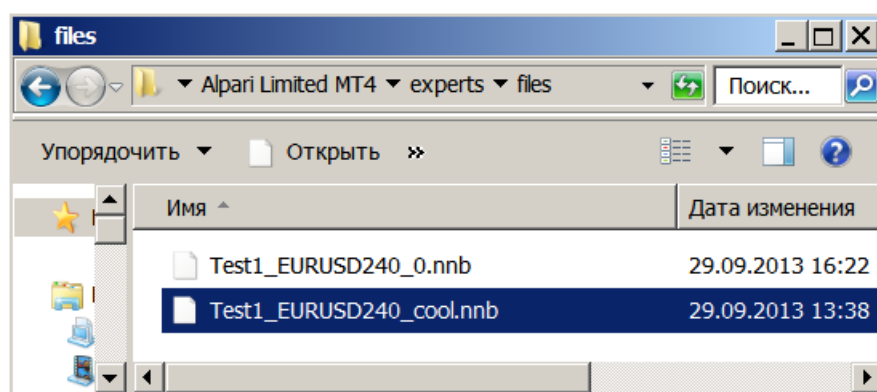 files
Alpari Limited MT4 experts files Поиск...
Упорядочить Открыть »
Имя Дата изменения
Test1_EURUSD240_0.nnb 29.09.2013 16:22
Test1_EURUSD240_cool.nnb 29.09.2013 13:38